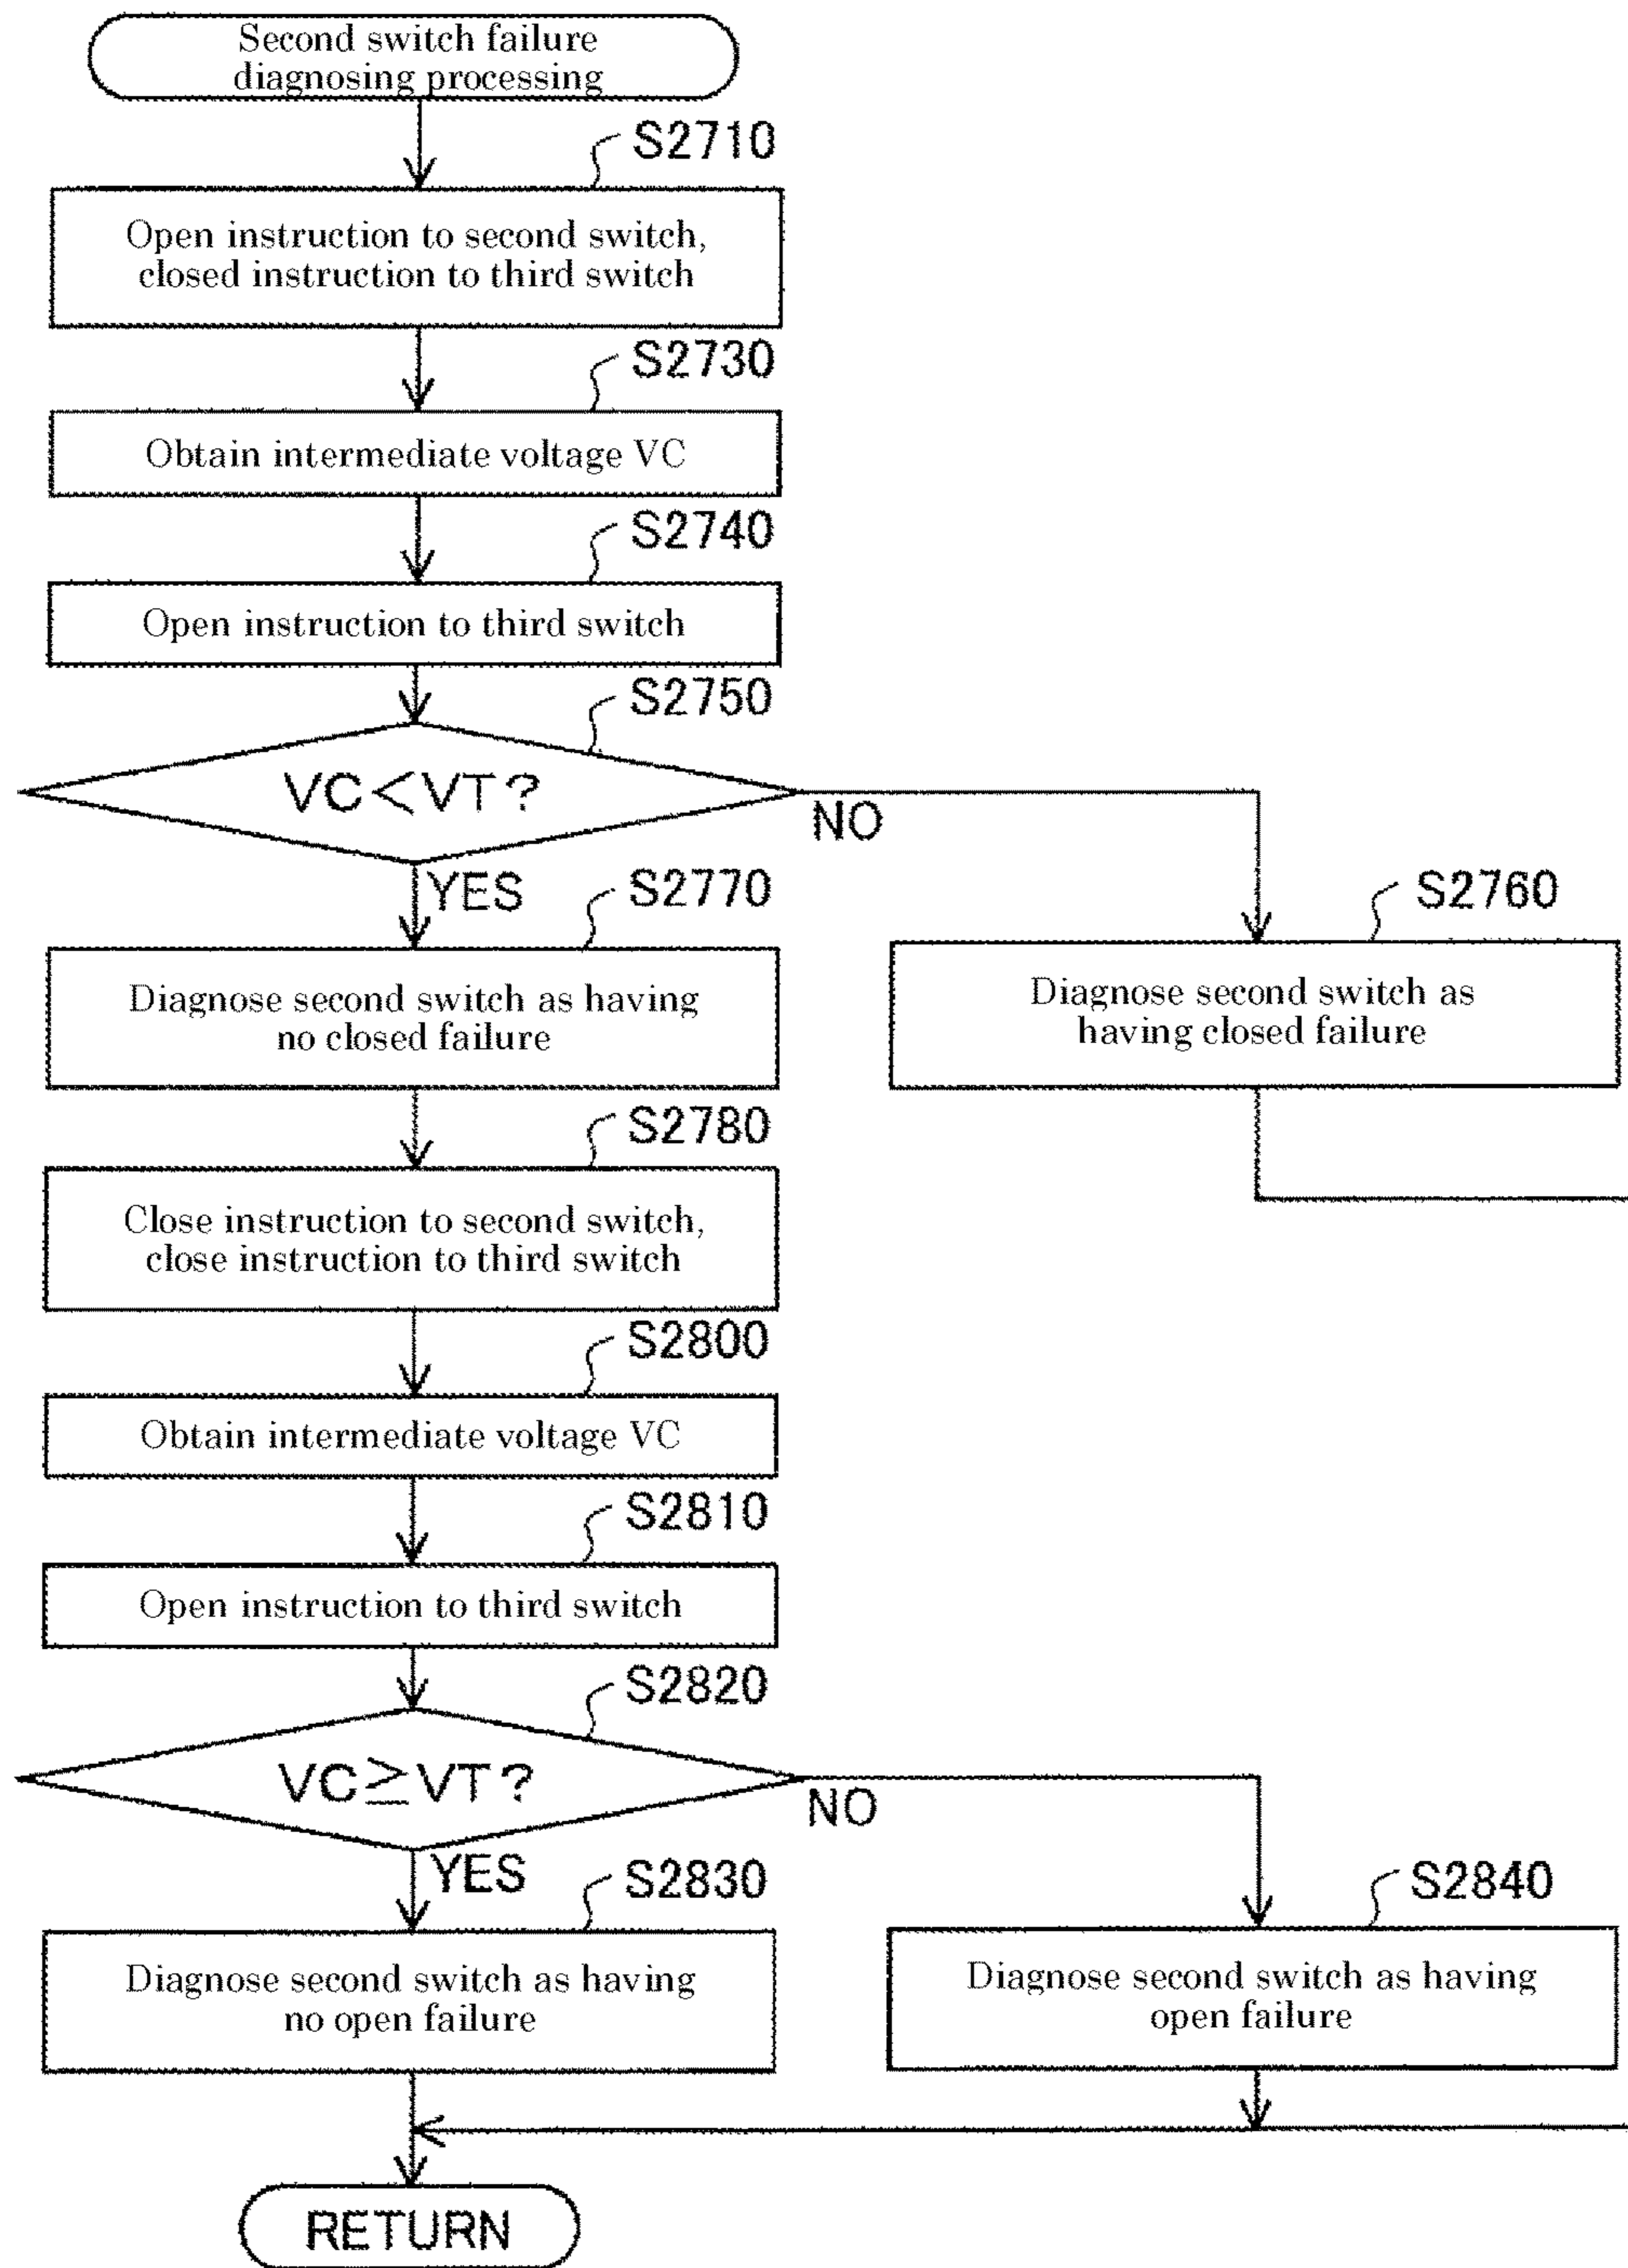 Second switch failure
diagnosing processing
S2710
Open instruction to second switch,
closed instruction to third switch
S2730
Obtain intermediate voltage VC
S2740
Open instruction to third switch
S2750
VC<VT?
NO
YES
S2770
S2760
Diagnose second switch as having
no closed failure
Diagnose second switch as
having closed failure
S2780
Close instruction to second switch,
close instruction to third switch
S2800
Obtain intermediate voltage VC
S2810
Open instruction to third switch
S2820
VC≧VT?
NO
YES
S2830
S2840
Diagnose second switch as having
no open failure
Diagnose second switch as having
open failure
RETURN